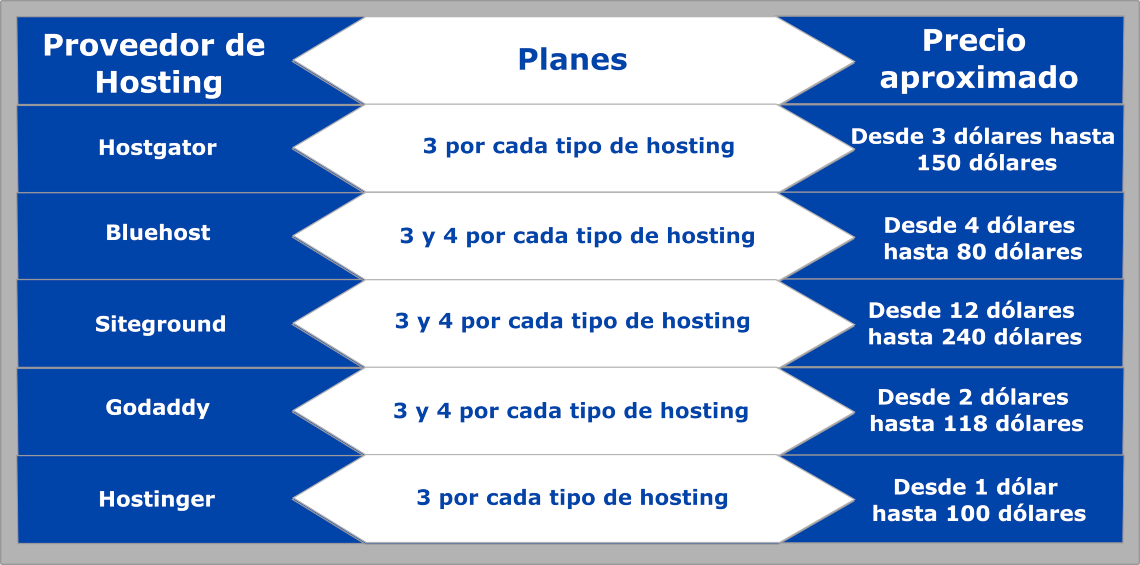 Proveedor de
Hosting
Planes
Precio
aproximado
Hostgator
3 por cada tipo de hosting
Desde 3 dólares hasta
150 dólares
Bluehost
3 y 4 por cada tipo de hosting
Desde 4 dólares
hasta 80 dólares
Siteground
3 y 4 por cada tipo de hosting
Desde 12 dólares
hasta 240 dólares
Godaddy
3 y 4 por cada tipo de hosting
Desde 2 dólares
hasta 118 dólares
Hostinger
3 por cada tipo de hosting
Desde 1 dólar
hasta 100 dólares